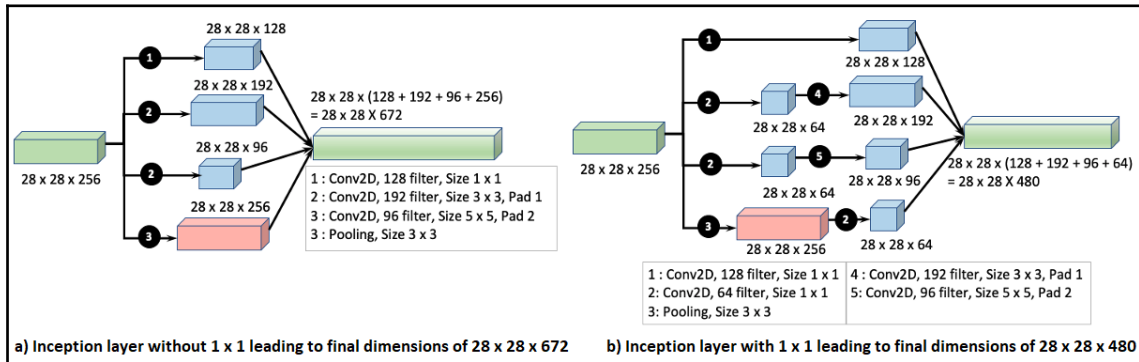 28 x 28 x 128
1
28 x 28 x 192
2
28 x 28 x (128 + 192 + 96 + 256)
= 28 x 28 X 672
28 x 28 x 96
2
28 x 28 x 256
28 x 28 x 256
3
1 : Conv2D, 128 filter, Size 1 x 1
2 : Conv2D, 192 filter, Size 3 x 3, Pad 1
3 : Conv2D, 96 filter, Size 5 x 5, Pad 2
3 : Pooling, Size 3 x 3
a) Inception layer without 1 x 1 leading to final dimensions of 28 x 28 x 672
1
28 x 28 x 128
2
4
28 x 28 x 64
28 x 28 x 192
28 x 28 x 256
2
5
28 x 28 x 64
28 x 28 x 96
28 x 28 x (128 + 192 + 96 + 64)
= 28 x 28 X 480
3
2
28 x 28 x 256
28 x 28 x 64
1 : Conv2D, 128 filter, Size 1 x 1
2: Conv2D, 64 filter, Size 1 x 1
3: Pooling, Size 3 x 3
4 : Conv2D, 192 filter, Size 3 x 3, Pad 1
5: Conv2D, 96 filter, Size 5 x 5, Pad 2
b) Inception layer with 1 x 1 leading to final dimensions of 28 x 28 x 480